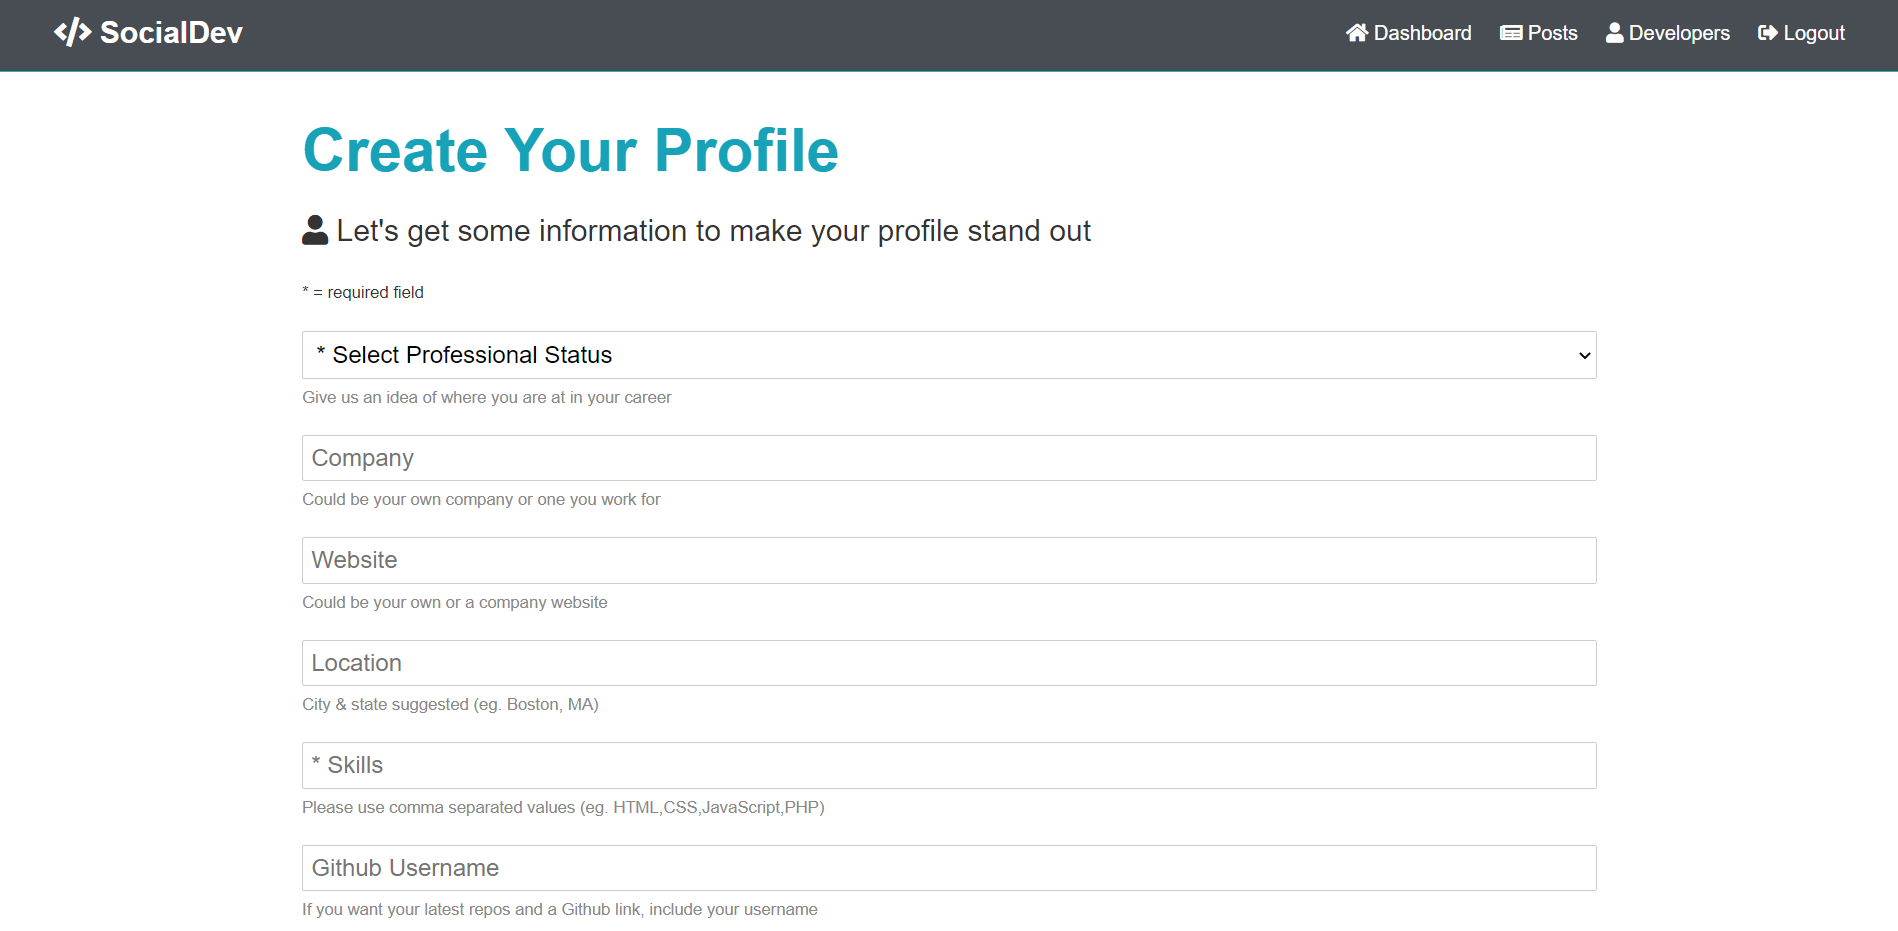 SocialDev
Dashboard Posts Developers Logout
Create Your Profile
Let's get some information to make your profile stand out
* = required field
* Select Professional Status
Give us an idea of where you are at in your career
Company
Could be your own company or one you work for
Website
Could be your own or a company website
Location
City & state suggested (eg. Boston, MA)
* Skills
Please use comma separated values (eg. HTML,CSS,JavaScript,PHP)
Github Username
If you want your latest repos and a Github link, include your username